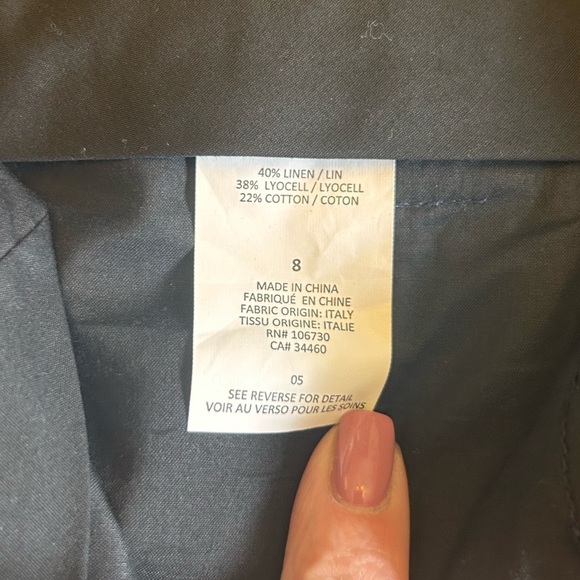 40% LINEN / LIN
38% LYOCELL / LYOCELL
22% COTTON / COTON
8
MADE IN CHINA
FABRIQUÉ EN CHINE
FABRIC ORIGIN: ITALY
TISSU ORIGINE: ITALIE
RN# 106730
CA# 34460
05
SEE REVERSE FOR DETAIL
VOIR AU VERSO POUR LES SOINS